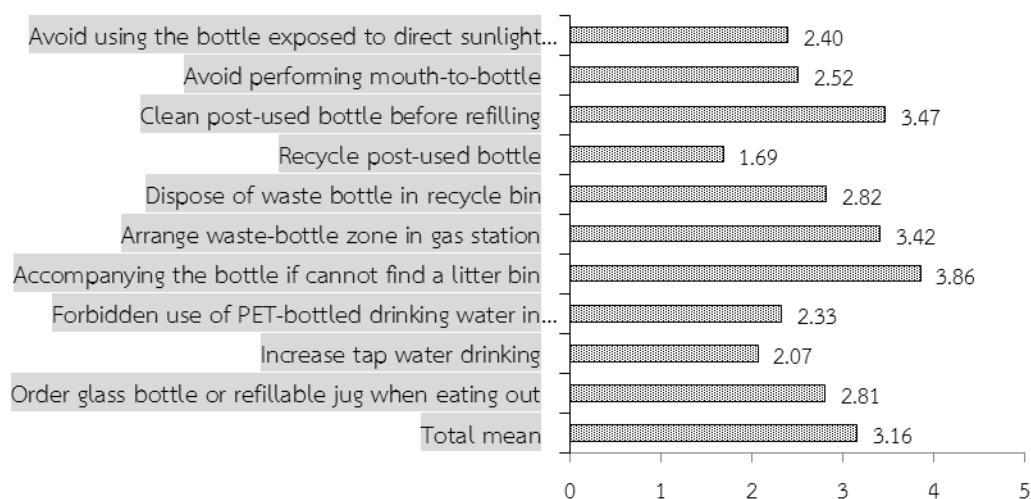 Avoid using the bottle exposed to direct sunlight... 2.40
Avoid performing mouth-to-bottle 2.52
Clean post-used bottle before refilling 3.47
Recycle post-used bottle 1.69
Dispose of waste bottle in recycle bin 2.82
Arrange waste-bottle zone in gas station 3.42
Accompanying the bottle if cannot find a litter bin 3.86
Forbidden use of PET-bottled drinking water in... 2.33
Increase tap water drinking 2.07
Order glass bottle or refillable jug when eating out 2.81
Total mean 3.16
0 1 2 3 4 5